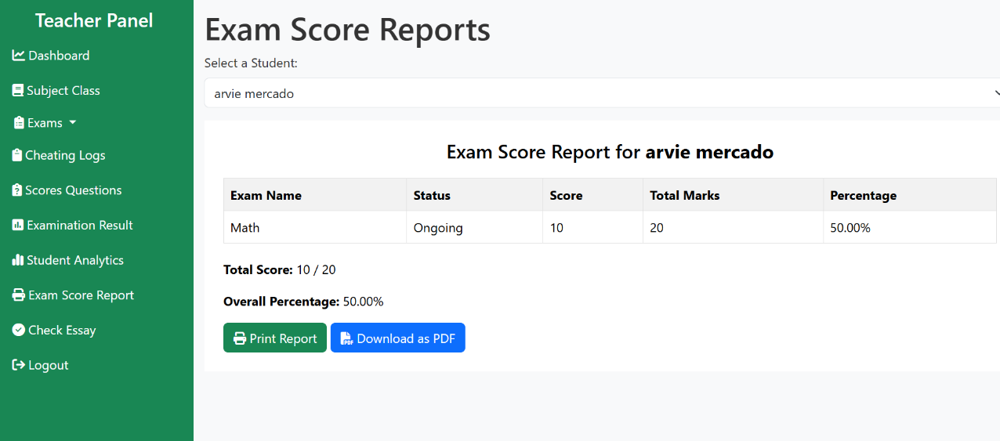 Teacher Panel
Dashboard
Subject Class
Exams
Cheating Logs
Scores Questions
Examination Result
Student Analytics
Exam Score Report
Check Essay
Logout
Exam Score Reports
Select a Student:
arvie mercado
Exam Score Report for arvie mercado
Exam Name Status Score Total Marks Percentage
Math Ongoing 10 20 50.00%
Total Score: 10 / 20
Overall Percentage: 50.00%
Print Report Download as PDF